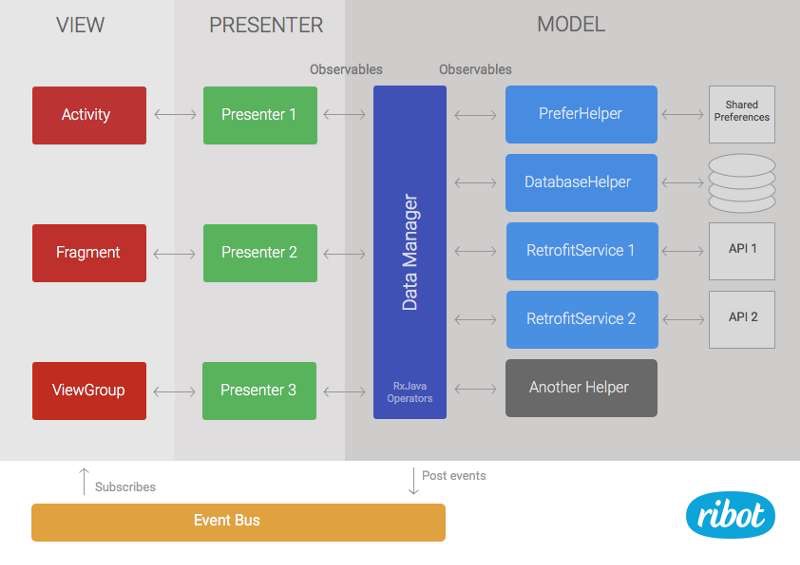 VIEW
PRESENTER
MODEL
Observables
Observables
Activity
Presenter 1
PreferHelper
Shared
Preferences
DatabaseHelper
Data Manager
Fragment
Presenter 2
RetrofitService 1
API 1
RetrofitService 2
API 2
ViewGroup
Presenter 3
RxJava
Operators
Another Helper
Subscribes
Post events
Event Bus
ribot